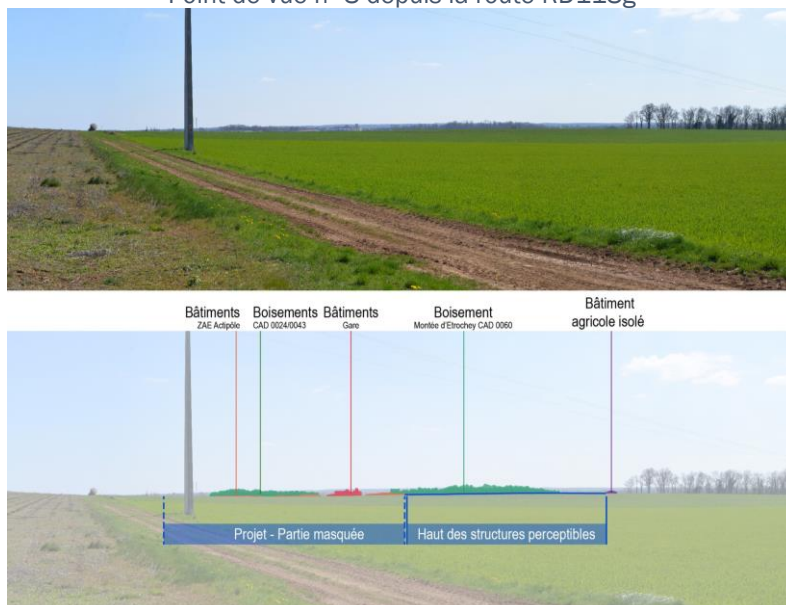 Point de vue n°3 depuis la route RD118g
Bâtiments
ZAE Actipôle
Boisements
CAD 0024/0043
Bâtiments
Gare
Boisement
Montée d'Etrochey CAD 0060
Bâtiment
agricole isolé
Projet - Partie masquée
Haut des structures perceptibles